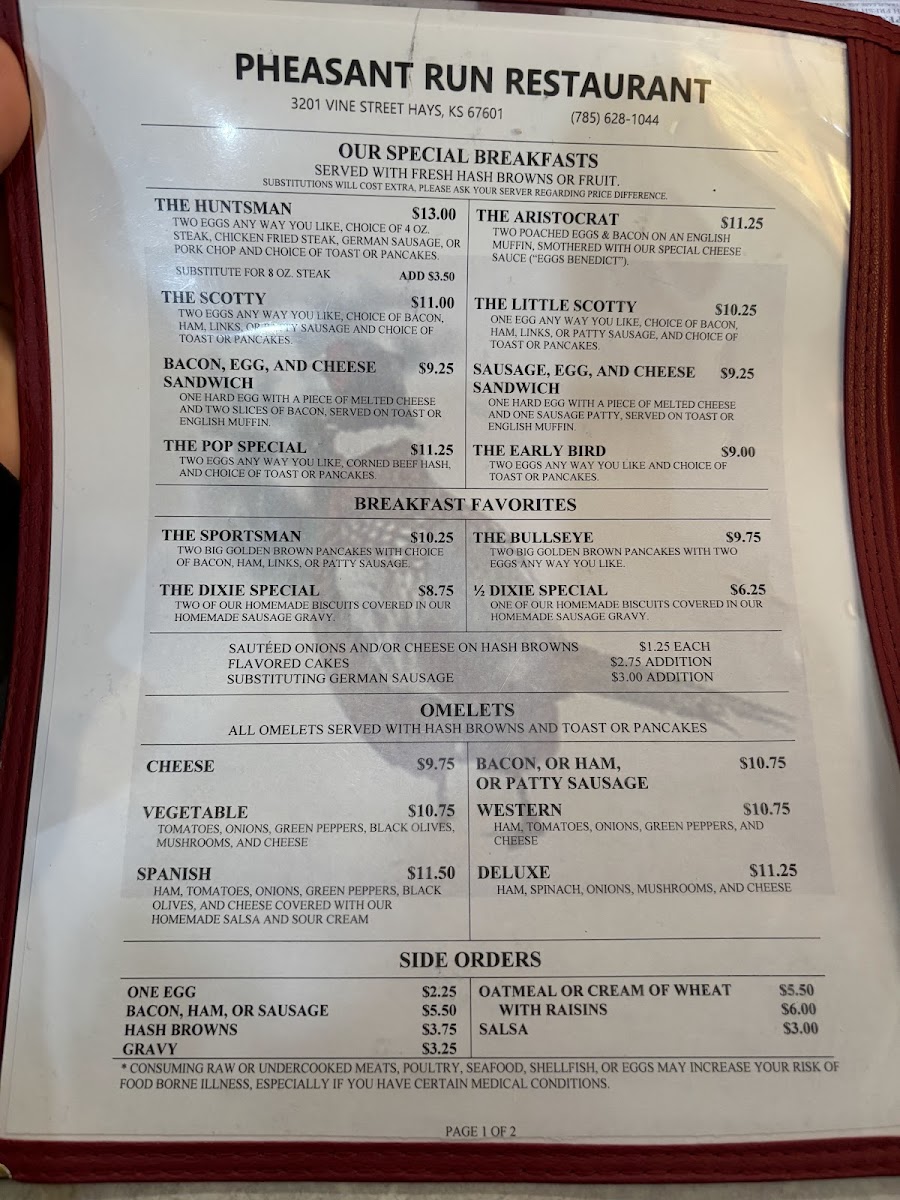 PHEASANT RUN RESTAURANT
3201 VINE STREET HAYS, KS 67601 (785) 628-1044
OUR SPECIAL BREAKFASTS
SERVED WITH FRESH HASH BROWNS OR FRUIT.
SUBSTITUTIONS WILL COST EXTRA, PLEASE ASK YOUR SERVER REGARDING PRICE DIFFERENCE.
THE HUNTSMAN $13.00
TWO EGGS ANY WAY YOU LIKE, CHOICE OF 4 OZ.
STEAK, CHICKEN FRIED STEAK, GERMAN SAUSAGE, OR
PORK CHOP AND CHOICE OF TOAST OR PANCAKES.
SUBSTITUTE FOR 8 OZ. STEAK ADD $3.50
THE SCOTTY $11.00
TWO EGGS ANY WAY YOU LIKE, CHOICE OF BACON,
HAM, LINKS, OR PATTY SAUSAGE AND CHOICE OF
TOAST OR PANCAKES.
BACON, EGG, AND CHEESE $9.25
SANDWICH
ONE HARD EGG WITH A PIECE OF MELTED CHEESE
AND TWO SLICES OF BACON, SERVED ON TOAST OR
ENGLISH MUFFIN.
THE POP SPECIAL $11.25
TWO EGGS ANY WAY YOU LIKE, CORNED BEEF HASH,
AND CHOICE OF TOAST OR PANCAKES.
THE ARISTOCRAT $11.25
TWO POACHED EGGS & BACON ON AN ENGLISH
MUFFIN, SMOTHERED WITH OUR SPECIAL CHEESE
SAUCE ("EGGS BENEDICT").
THE LITTLE SCOTTY $10.25
ONE EGG ANY WAY YOU LIKE, CHOICE OF BACON,
HAM, LINKS, OR PATTY SAUSAGE, AND CHOICE OF
TOAST OR PANCAKES.
SAUSAGE, EGG, AND CHEESE $9.25
SANDWICH
ONE HARD EGG WITH A PIECE OF MELTED CHEESE
AND ONE SAUSAGE PATTY, SERVED ON TOAST OR
ENGLISH MUFFIN.
THE EARLY BIRD $9.00
TWO EGGS ANY WAY YOU LIKE AND CHOICE OF
TOAST OR PANCAKES.
BREAKFAST FAVORITES
THE SPORTSMAN $10.25
TWO BIG GOLDEN BROWN PANCAKES WITH CHOICE
OF BACON, HAM, LINKS, OR PATTY SAUSAGE.
THE DIXIE SPECIAL $8.75
TWO OF OUR HOMEMADE BISCUITS COVERED IN OUR
HOMEMADE SAUSAGE GRAVY.
THE BULLSEYE $9.75
TWO BIG GOLDEN BROWN PANCAKES WITH TWO
EGGS ANY WAY YOU LIKE.
½ DIXIE SPECIAL $6.25
ONE OF OUR HOMEMADE BISCUITS COVERED IN OUR
HOMEMADE SAUSAGE GRAVY.
SAUTÉED ONIONS AND/OR CHEESE ON HASH BROWNS $1.25 EACH
FLAVORED CAKES $2.75 ADDITION
SUBSTITUTING GERMAN SAUSAGE $3.00 ADDITION
OMELETS
ALL OMELETS SERVED WITH HASH BROWNS AND TOAST OR PANCAKES
CHEESE $9.75
VEGETABLE $10.75
TOMATOES, ONIONS, GREEN PEPPERS, BLACK OLIVES,
MUSHROOMS, AND CHEESE
SPANISH $11.50
HAM, TOMATOES, ONIONS, GREEN PEPPERS, BLACK
OLIVES, AND CHEESE COVERED WITH OUR
HOMEMADE SALSA AND SOUR CREAM
BACON, OR HAM, $10.75
OR PATTY SAUSAGE
WESTERN $10.75
HAM, TOMATOES, ONIONS, GREEN PEPPERS, AND
CHEESE
DELUXE $11.25
HAM, SPINACH, ONIONS, MUSHROOMS, AND CHEESE
SIDE ORDERS
ONE EGG $2.25
BACON, HAM, OR SAUSAGE $5.50
HASH BROWNS $3.75
GRAVY $3.25
OATMEAL OR CREAM OF WHEAT $5.50
WITH RAISINS $6.00
SALSA $3.00
* CONSUMING RAW OR UNDERCOOKED MEATS, POULTRY, SEAFOOD, SHELLFISH, OR EGGS MAY INCREASE YOUR RISK OF
FOOD BORNE ILLNESS, ESPECIALLY IF YOU HAVE CERTAIN MEDICAL CONDITIONS.
PAGE 1 OF 2